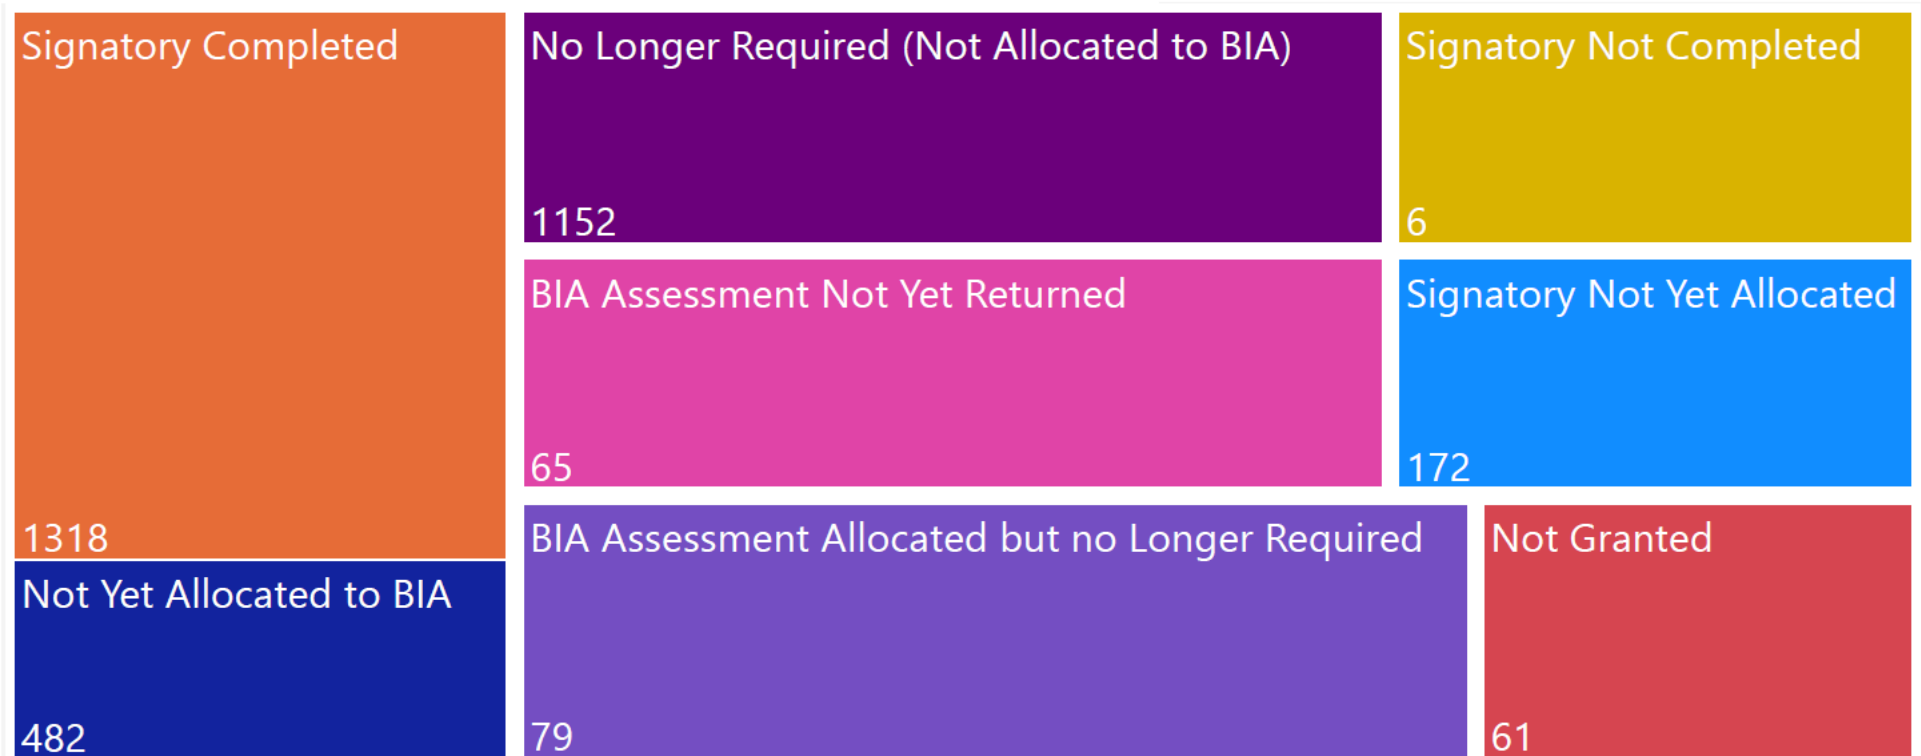 Signatory Completed
1318
Not Yet Allocated to BIA
482
No Longer Required (Not Allocated to BIA)
1152
BIA Assessment Not Yet Returned
65
BIA Assessment Allocated but no Longer Required
79
Signatory Not Completed
6
Signatory Not Yet Allocated
172
Not Granted
61